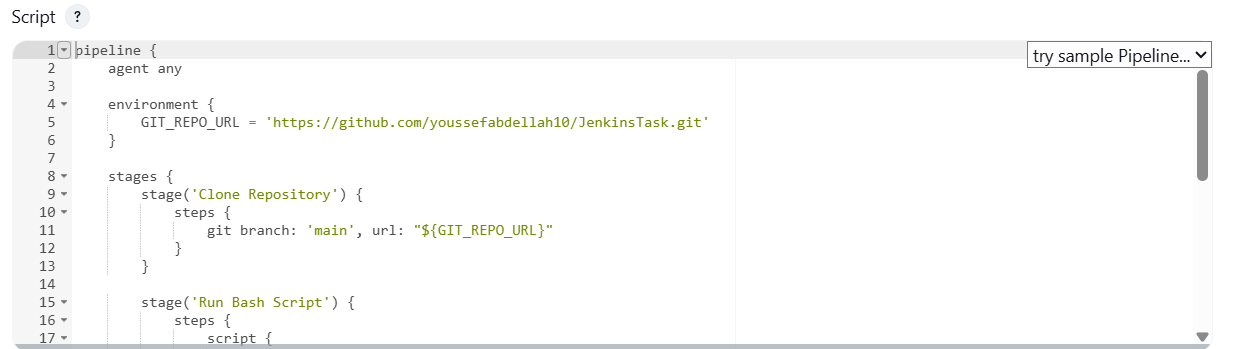 Script ?
try sample Pipeline...
1 pipeline {
2     agent any
3
4     environment {
5         GIT_REPO_URL = 'https://github.com/youssefabdellah10/JenkinsTask.git'
6     }
7
8     stages {
9         stage('Clone Repository') {
10             steps {
11                 git branch: 'main', url: "${GIT_REPO_URL}"
12             }
13         }
14
15         stage('Run Bash Script') {
16             steps {
17                 script {